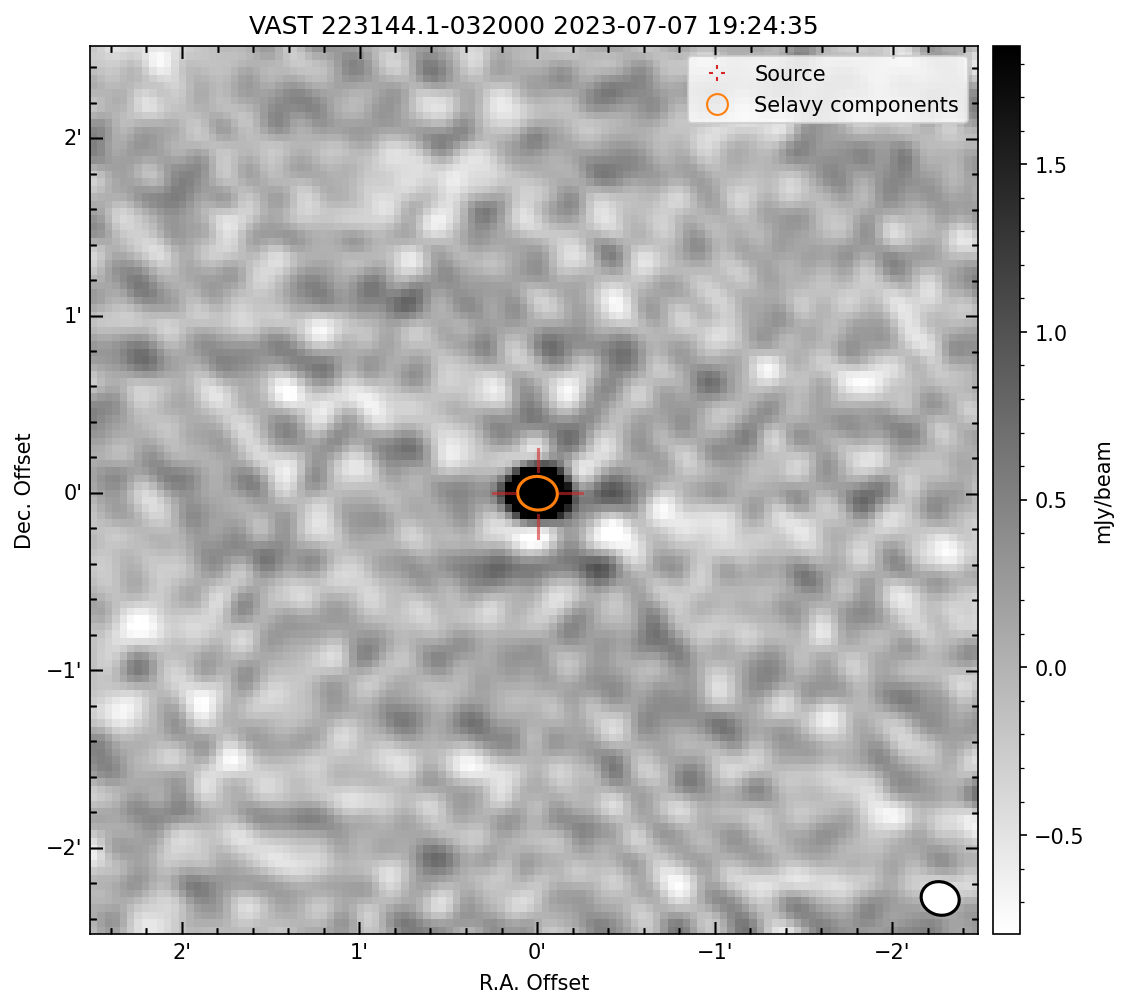 VAST 223144.1-032000 2023-07-07 19:24:35
Source
Selavy components
2'
1'
0'
−1'
−2'
Dec. Offset
2'
1'
0'
−1'
−2'
R.A. Offset
1.5
1.0
0.5
0.0
−0.5
mJy/beam